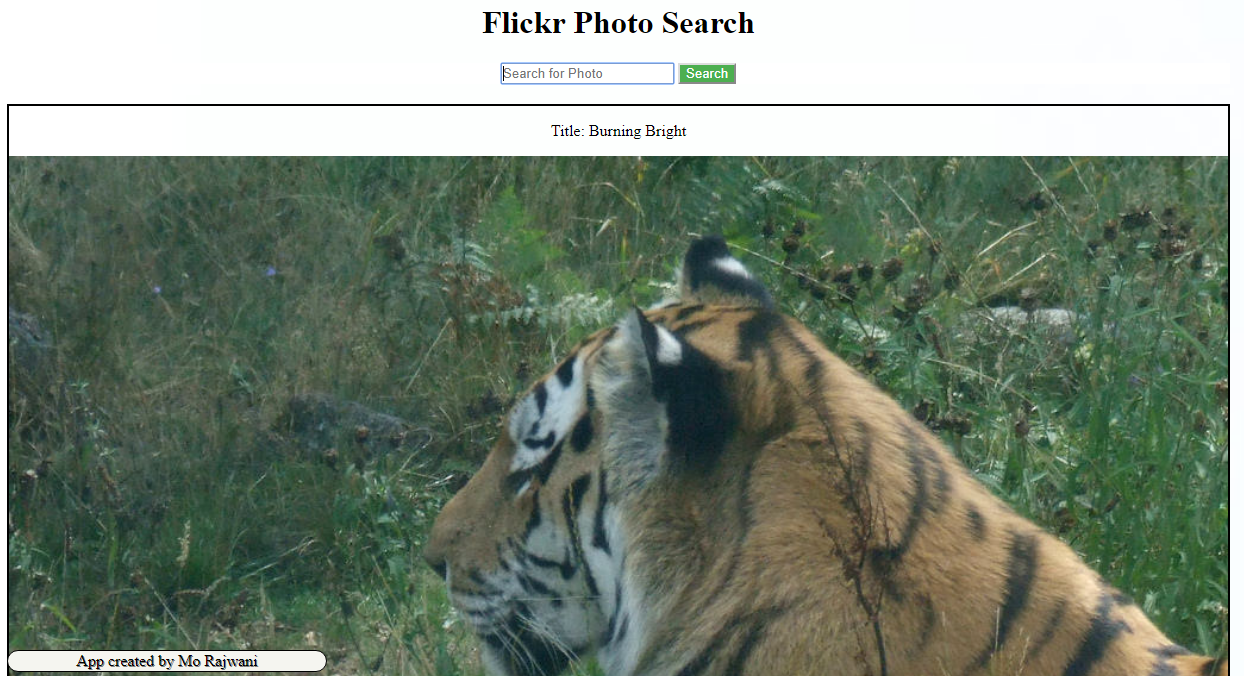 Flickr Photo Search
Search for Photo Search
Title: Burning Bright
App created by Mo Rajwani